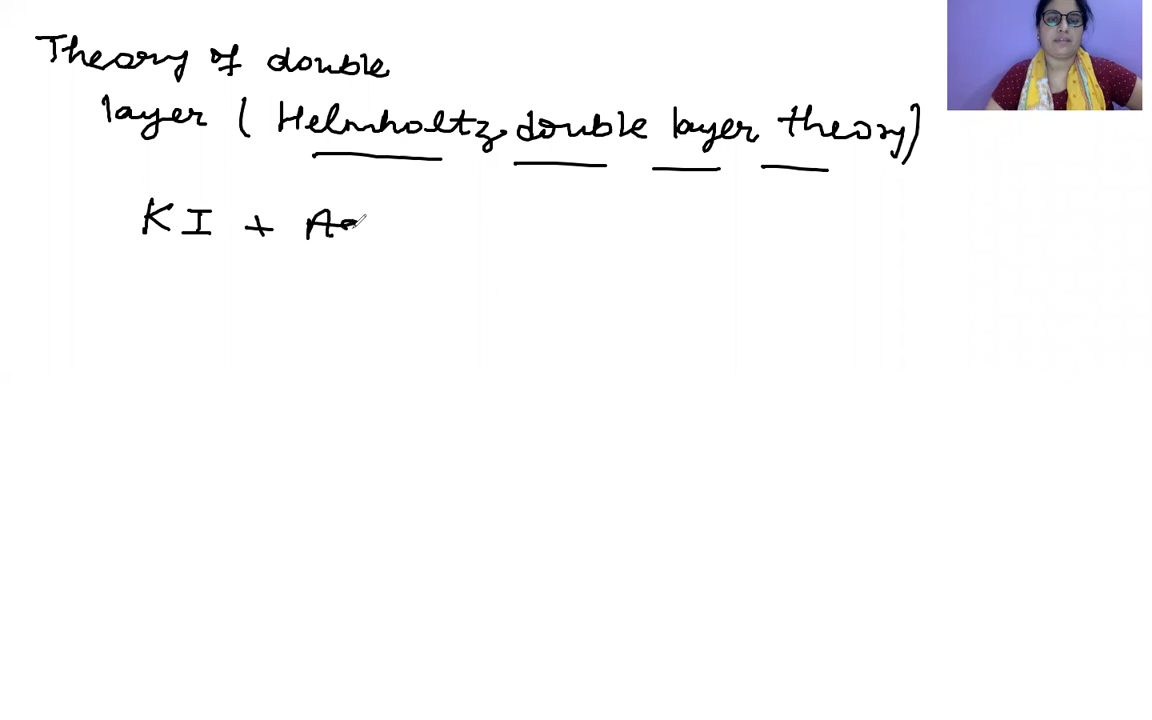 Theory of double
layer (Helmholtz double layer theory)
KI + A